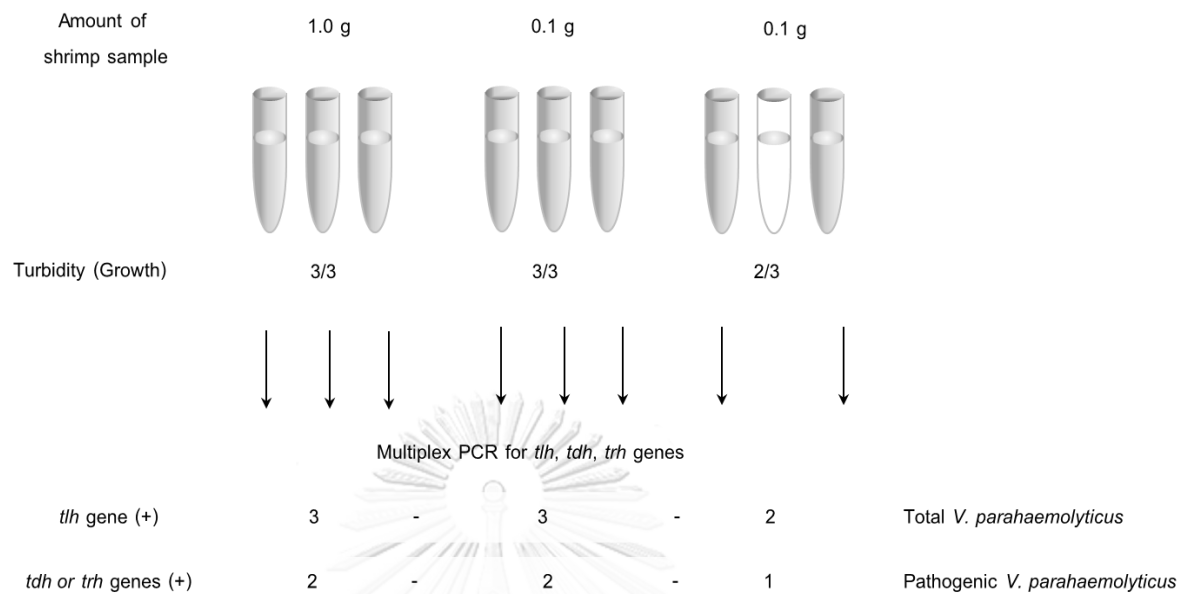 Amount of shrimp sample 1.0 g 0.1 g 0.1 g
Turbidity (Growth) 3/3 3/3 2/3
Multiplex PCR for tlh, tdh, trh genes
tlh gene (+) 3 - 3 - 2 Total V. parahaemolyticus
tdh or trh genes (+) 2 - 2 - 1 Pathogenic V. parahaemolyticus